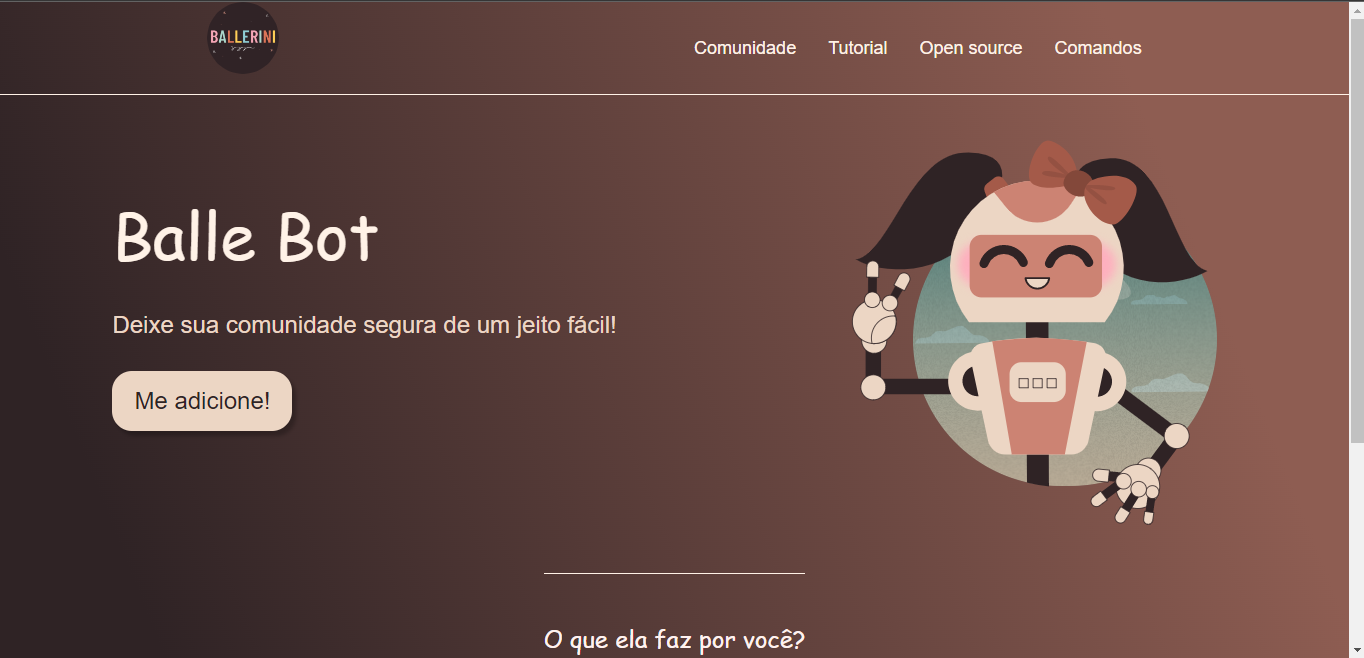 BALLERINI
Comunidade Tutorial Open source Comandos
Balle Bot
Deixe sua comunidade segura de um jeito fácil!
Me adicione!
O que ela faz por você?